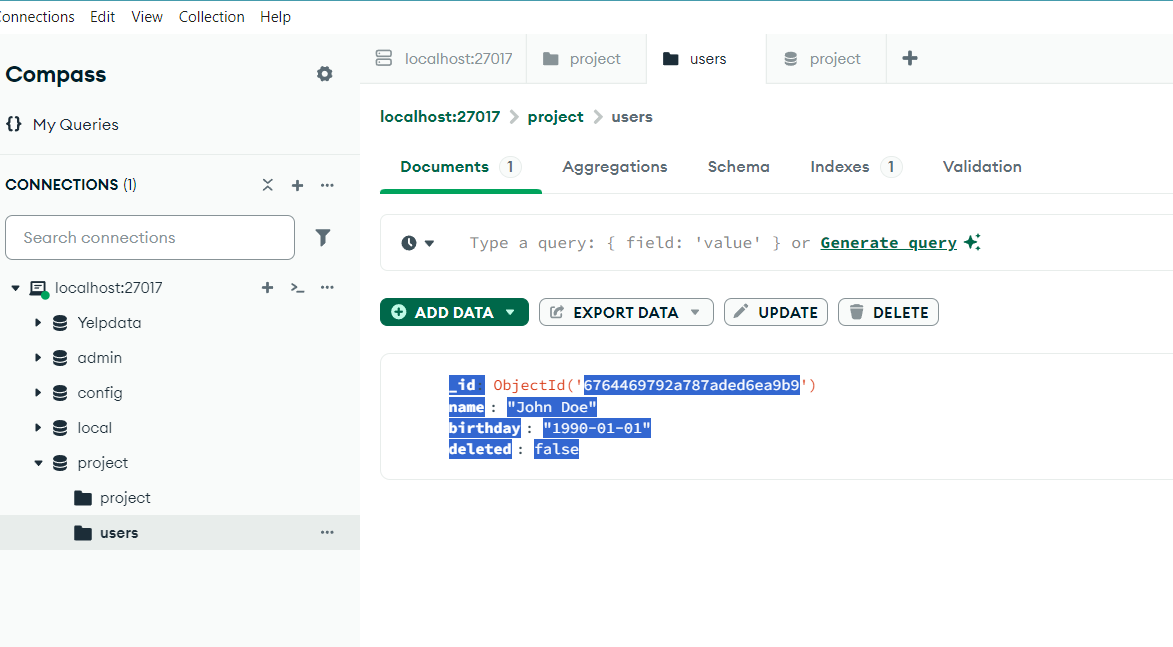 onnections Edit View Collection Help
Compass
{} My Queries
CONNECTIONS (1)
Search connections
localhost:27017
Yelpdata
admin
config
local
project
project
users
localhost:27017 project users project
localhost:27017 > project > users
Documents 1 Aggregations Schema Indexes 1 Validation
Type a query: { field: 'value' } or Generate query
ADD DATA EXPORT DATA UPDATE DELETE
_id: ObjectId('6764469792a787aded6ea9b9')
name : "John Doe"
birthday : "1990-01-01"
deleted : false